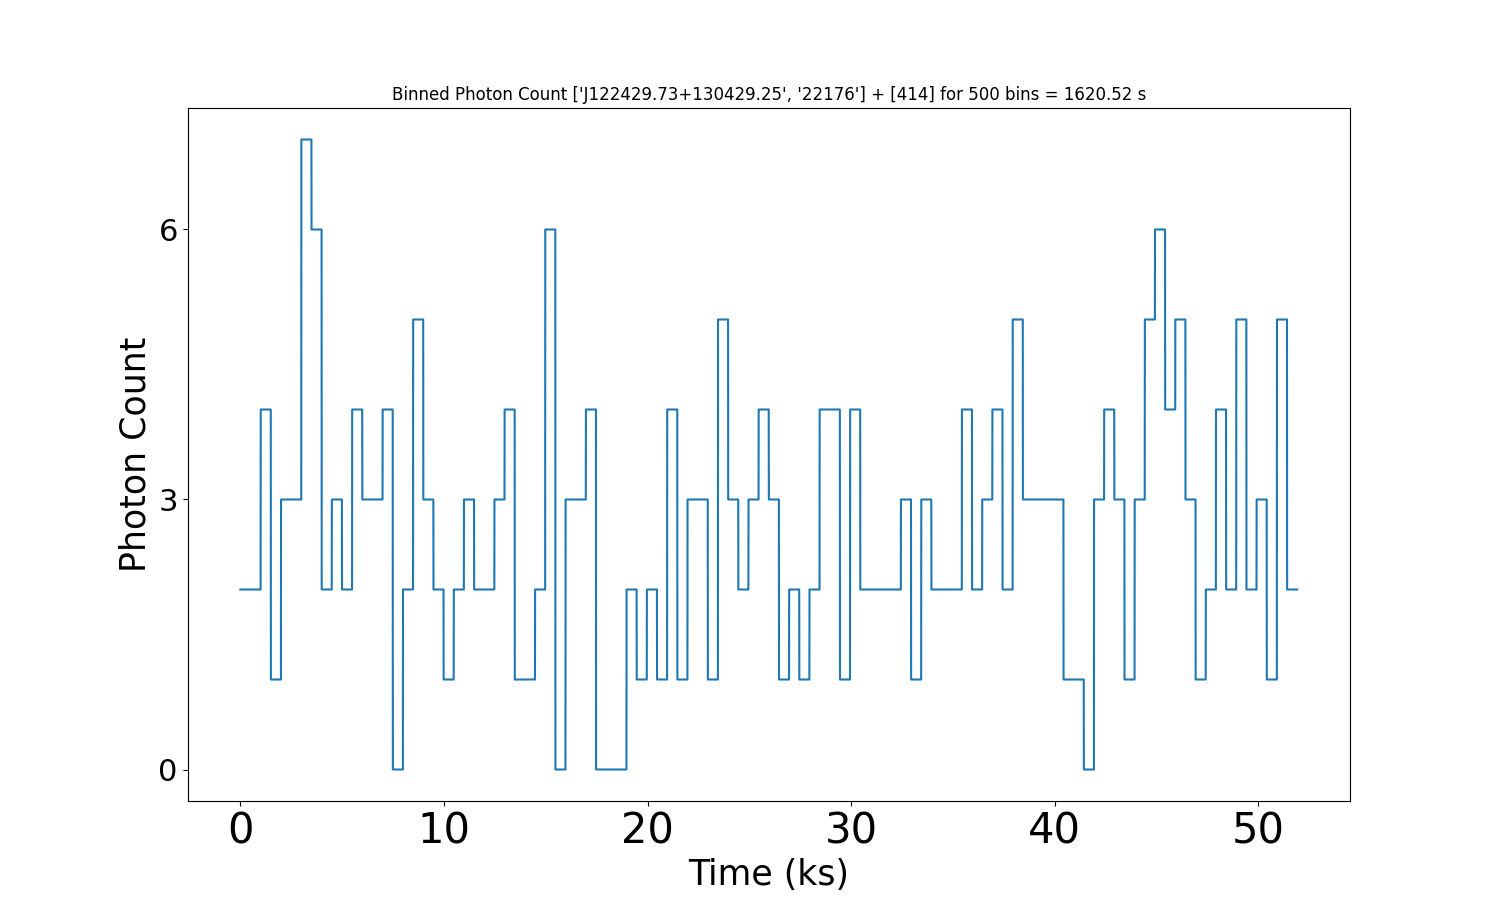 Binned Photon Count ['J122429.73+130429.25', '22176'] + [414] for 500 bins = 1620.52 s
Photon Count
6
3
0
0 10 20 30 40 50
Time (ks)